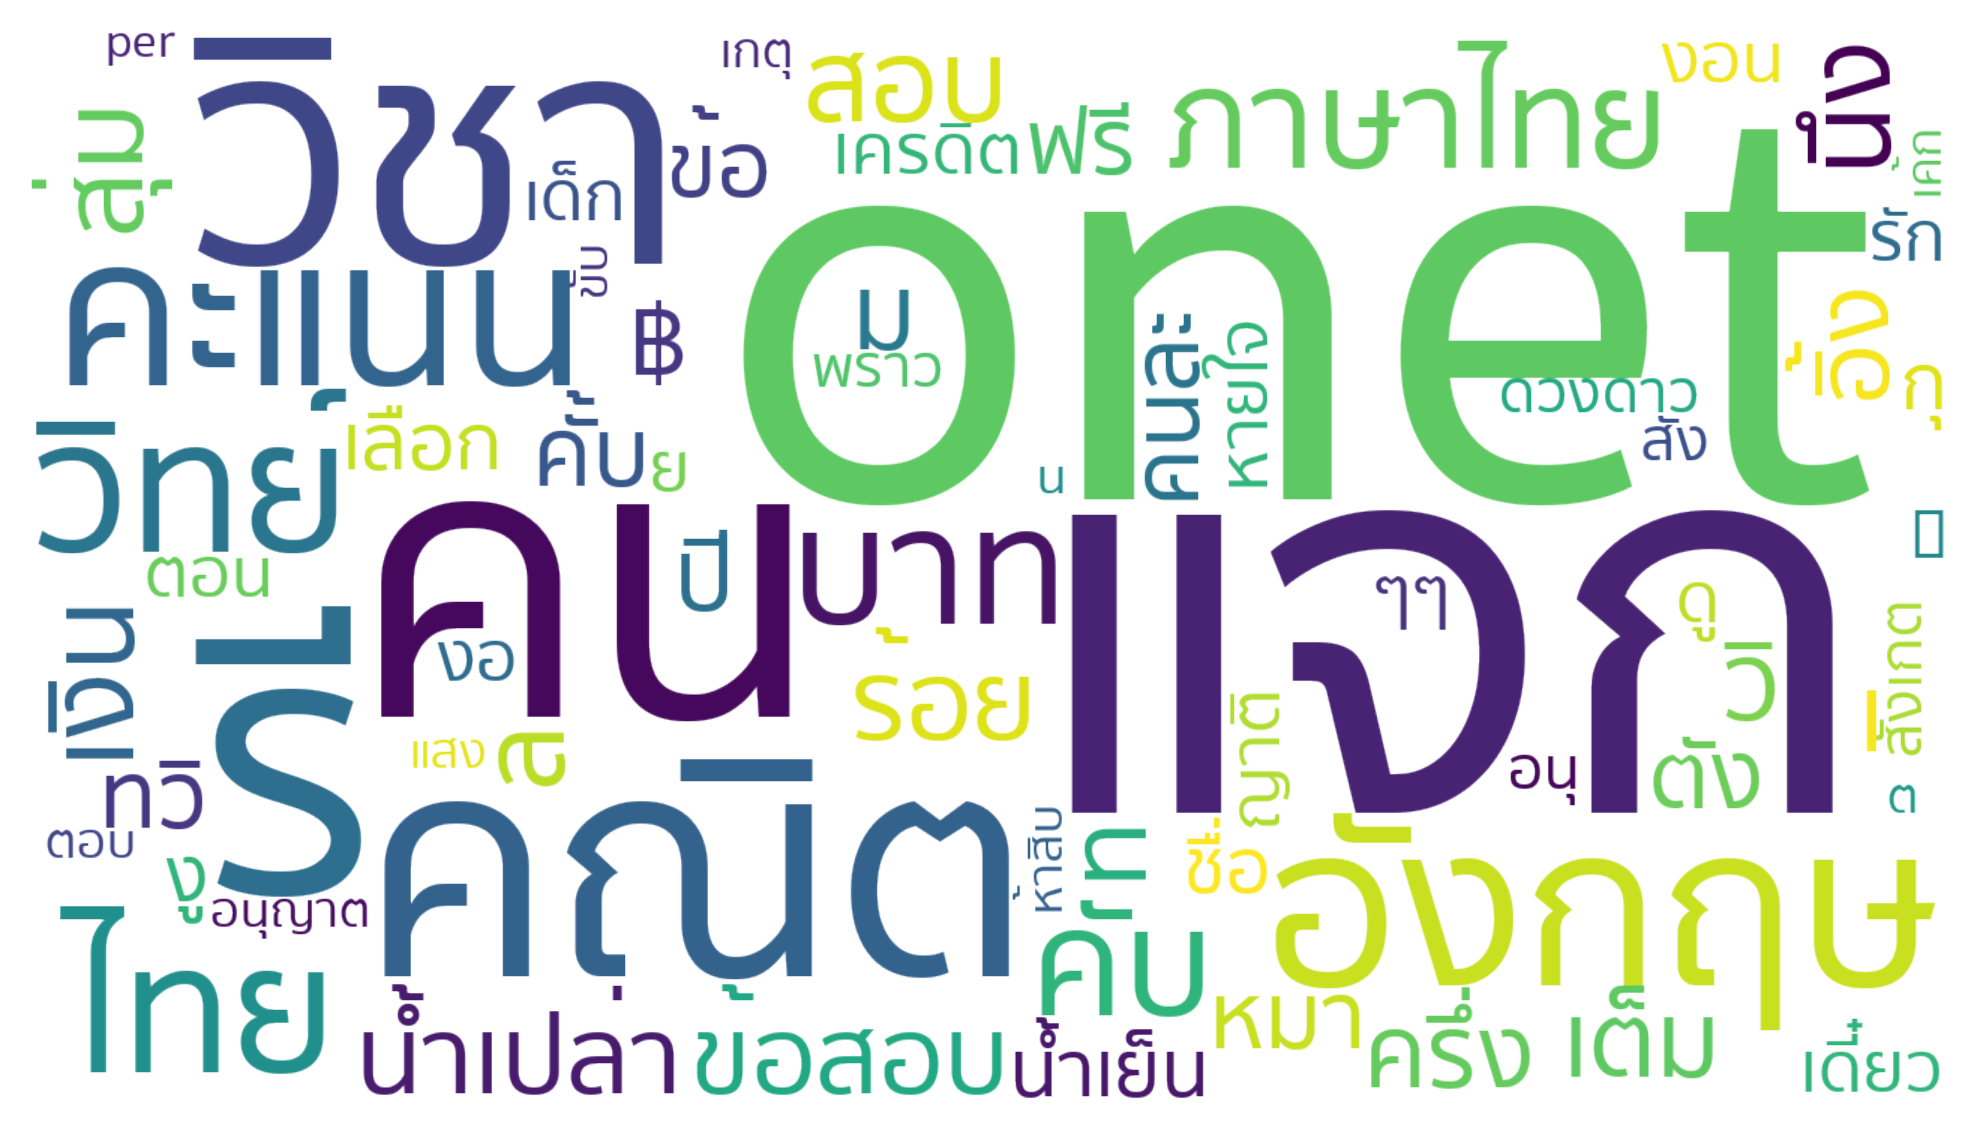 per
วิชา
เกตุ
สอบ
ภาษาไทย
งอน
นึง
สุ่ม
เด็ก
ข้อ
เครดิต
ฟรี
onet
เค้ก
รัก
คะแนน
ขึบ
฿
ม
พราว
คนละ
หายใจ
ดวงดาว
สัง
อ้อง
กุ
วิทย์
เลือก
คั้บ
ย
น
คน
บาท
แจก
ๆๆ
ดู
วิ
สังเกต
ตอน
ปี
เงิน
รี
งอ
ร้อย
แสง
ส
ญาติ
อนุ
ตัง
ต
ทวิ
ตอบ
งู
อนุญาต
คณิต
ห้าสิบ
ชื่อ
อังกฤษ
ไทย
คับ
น้ำเปล่า
ข้อสอบ
น้ำเย็น
หมา
ครึ่ง
เต็ม
เดี๋ยว